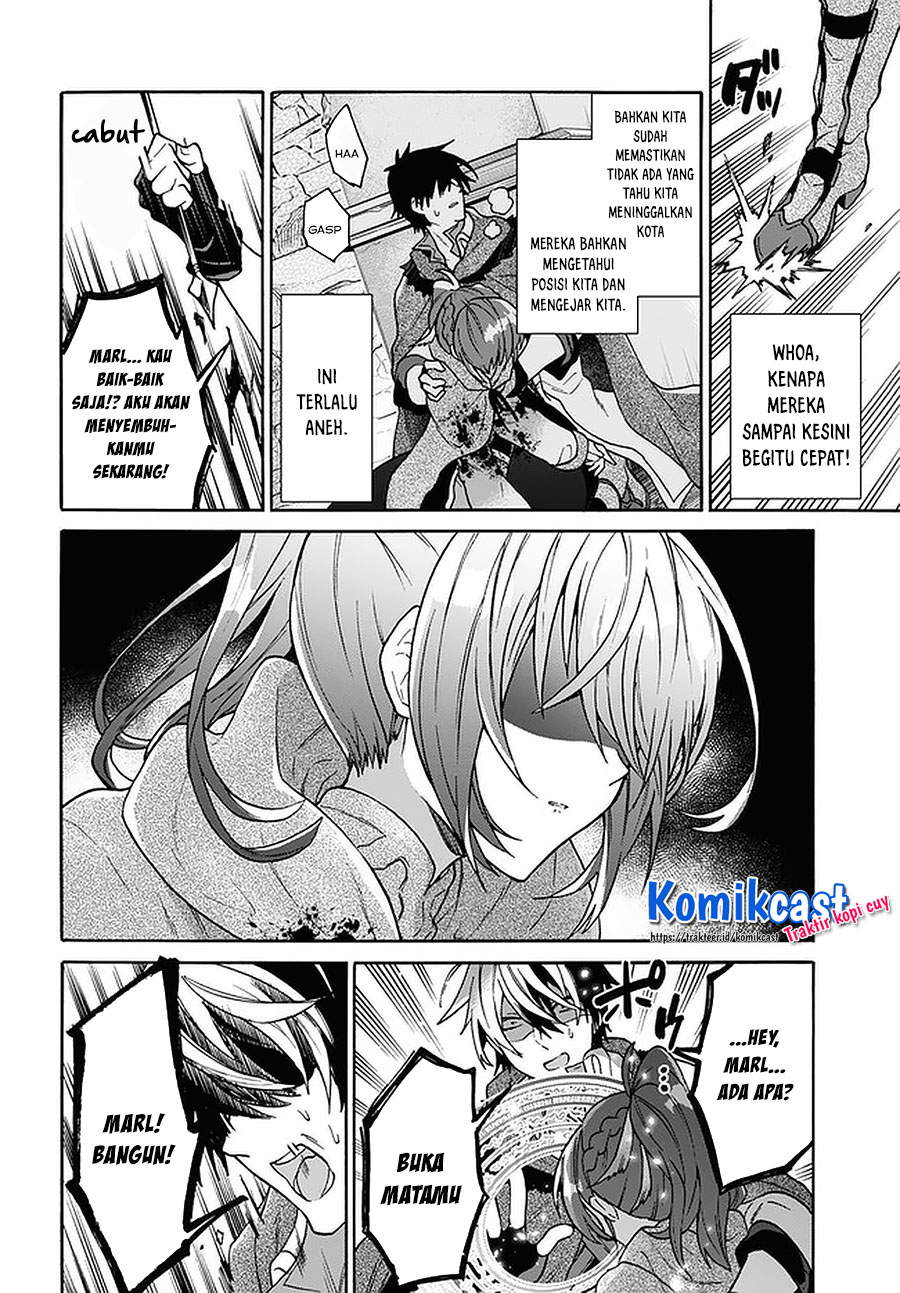 ダッ
WHOA,
KENAPA
MEREKA
SAMPAI KESINI
BEGITU CEPAT!
BAHKAN KITA
SUDAH
MEMASTIKAN
TIDAK ADA YANG
TAHU KITA
MENINGGALKAN
KOTA
MEREKA BAHKAN
MENGETAHUI
POSISI KITA DAN
MENGEJAR KITA.
HAA
GASP
INI
TERLALU
ANEH.
cabut
MARL... KAU
BAIK-BAIK
SAJA!? AKU AKAN
MENYEMBUH-
KANMU
SEKARANG!
Komikcast
https://trakteer.id/komikcast
Traktir kopi cuy
...HEY,
MARL...
ADA APA?
BUKA
MATAMU
MARL!
BANGUN!